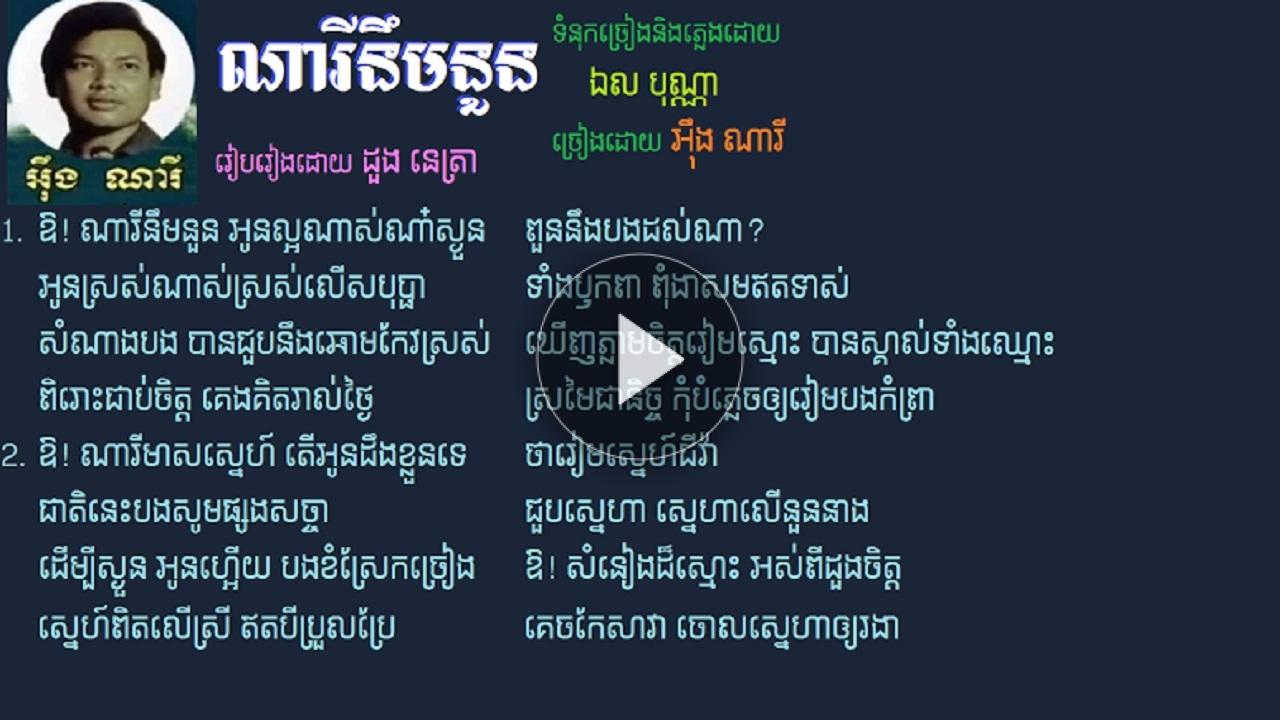 ណារីនឹមនួន
ទំនុកច្រៀងនិងភ្លេងដោយ
ឯល បុណ្ណា
ច្រៀងដោយ អ៊ឹង ណារី
រៀបរៀងដោយ ដួង នេត្រា
អ៊ឹង ណារី
1. ឱ! ណារីនឹមនួន អូនល្អណាស់ណា៎ស្ងួន ពួននឹងបងដល់ណា?
អូនស្រស់ណាស់ស្រស់លើសបុប្ផា ទាំងឫកពា ពុំងាសមឥតទាស់
សំណាងបង បានជួបនឹងឆោមកែវស្រស់ ឃើញភ្លាមចិត្តរៀមស្មោះ បានស្គាល់ទាំងឈ្មោះ
ពិរោះជាប់ចិត្ត គេងគិតរាល់ថ្ងៃ ស្រមៃជានិច្ច កុំបំភ្លេចឲ្យរៀមបងកំព្រា
2. ឱ! ណារីមាសស្នេហ៍ តើអូនដឹងខ្លួនទេ ថារៀមស្នេហ៍ជីវ៉ា
ជាតិនេះបងសូមផ្សងសច្ចា ជួបស្នេហា ស្នេហាលើនួននាង
ដើម្បីស្ងួន អូនហ្អើយ បងខំស្រែកច្រៀង ឱ! សំនៀងដ៏ស្មោះ អស់ពីដួងចិត្ត
ស្នេហ៍ពិតលើស្រី ឥតបីប្រួលប្រែ គេចកែសាវា ចោលស្នេហាឲ្យរងា